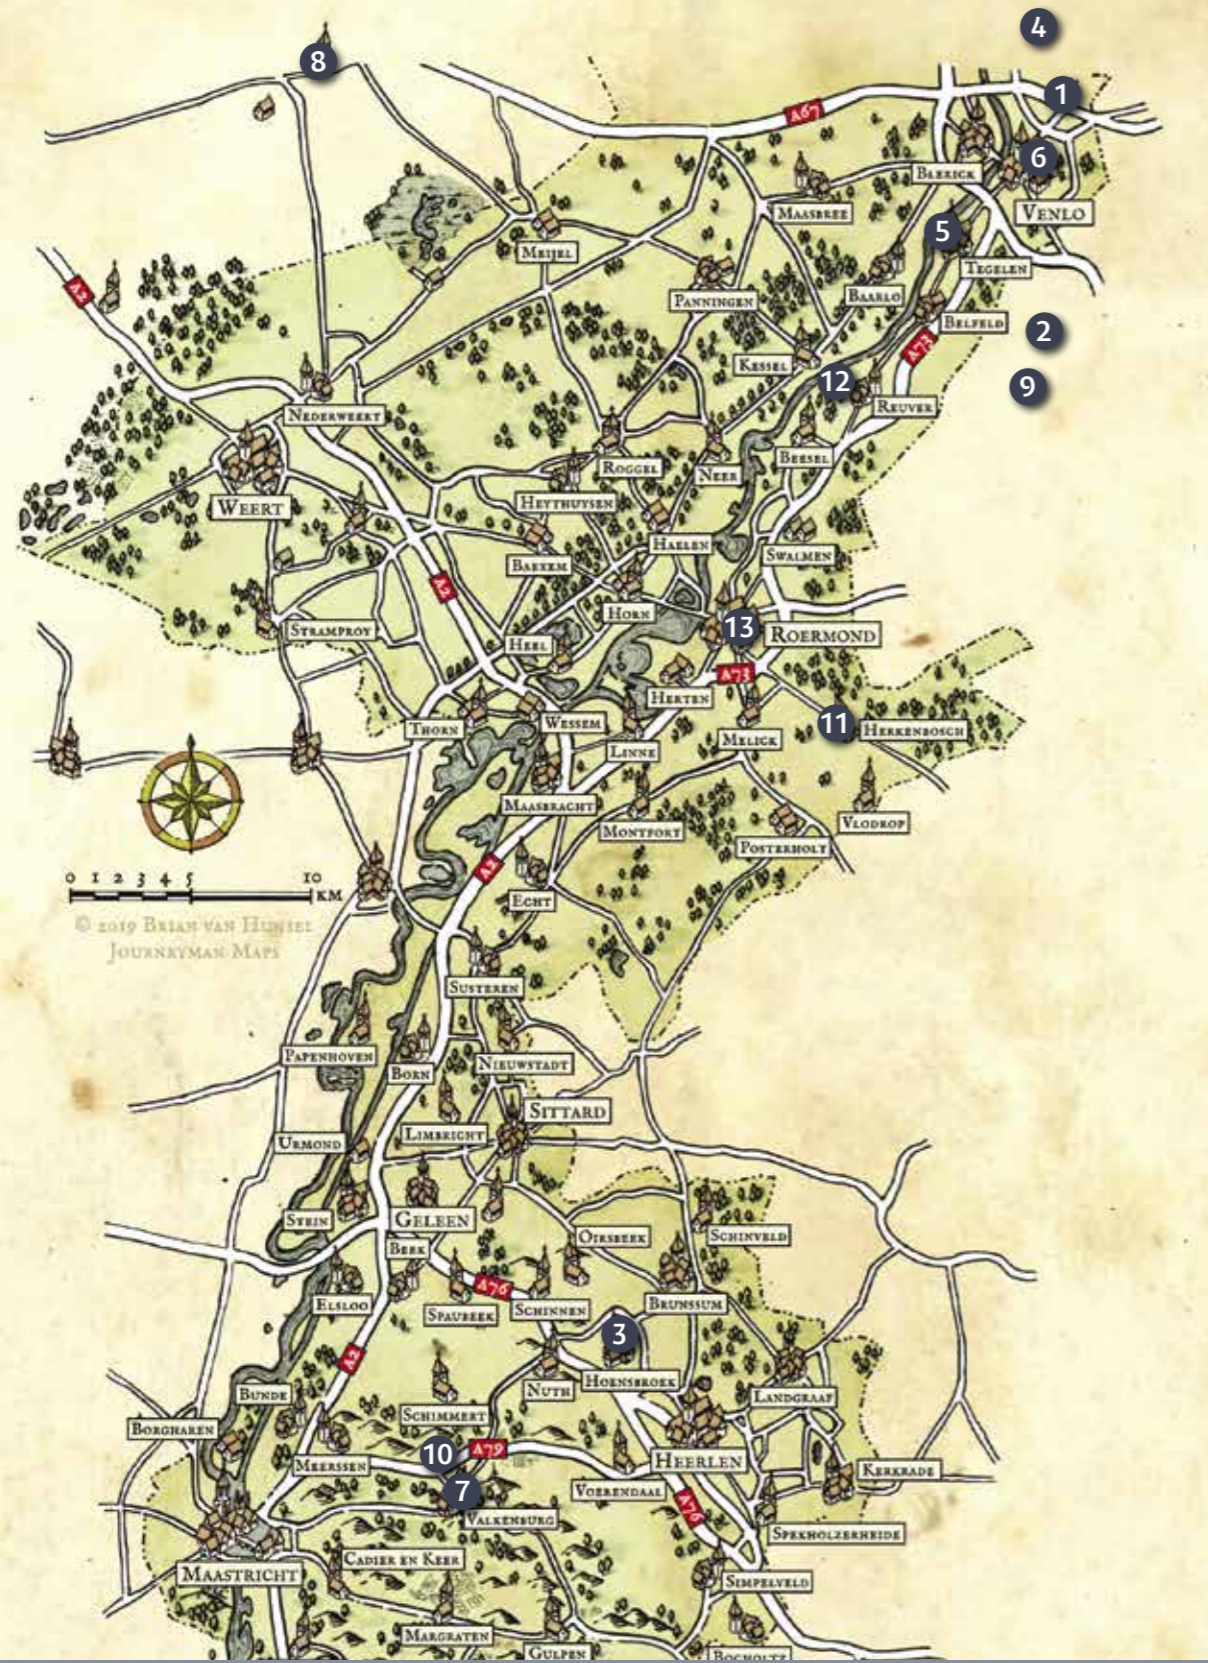 4
8
1
A67
6
Blerick
Maasbree
Venlo
5
Meijel
Tegelen
A2
Panningen
Baarlo
Belfeld
2
A73
Kessel
12
9
Nederweert
Reuver
Roggel
Neer
Beesel
Weert
Heythuysen
Haelen
Swalmen
Baexem
A2
Horn
Stramproy
13
Roermond
Heel
A73
Herten
Thorn
Wessem
11
Herkenbosch
Linne
Melick
Maasbracht
Montfort
Vlodrop
Posterholt
A2
0 1 2 3 4 5 10 KM
Echt
© 2019 Brian van Hunsel
Journeyman Maps
Susteren
Papenhoven
Born
Nieuwstadt
Sittard
Urmond
Limbricht
Stein
Geleen
Oirsbeek
Schinveld
Beek
A76
Elsloo
Spaubeek
Schinnen
Brunssum
3
A2
Bunde
Nuth
Hoensbroek
Landgraaf
Schimmert
Borgharen
10
A79
Meerssen
Heerlen
Kerkrade
7
Voerendaal
A76
Valkenburg
Spekholzerheide
Maastricht
Cadier en Keer
Simpelveld
Margraten
Gulpen
Bocholtz